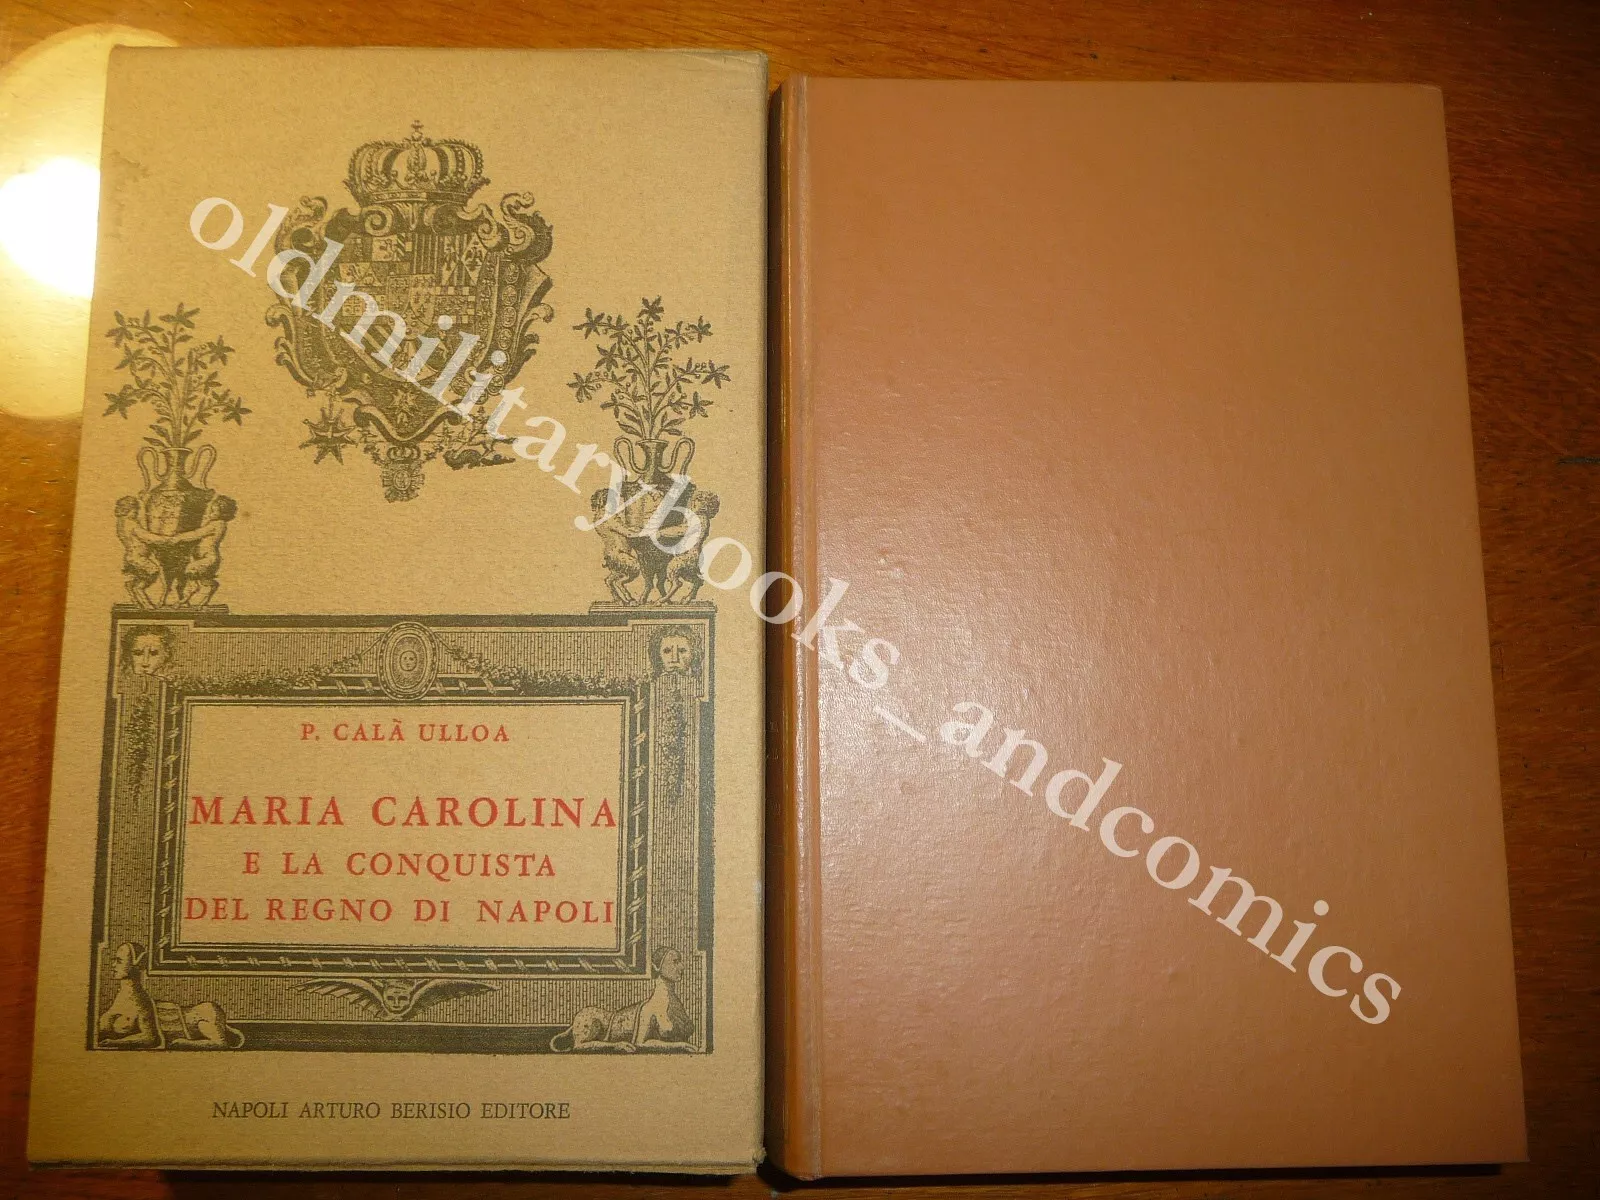 P. CALÀ ULLOA
MARIA CAROLINA
E LA CONQUISTA
DEL REGNO DI NAPOLI
NAPOLI ARTURO BERISIO EDITORE
oldmilitarybooks_andcomics